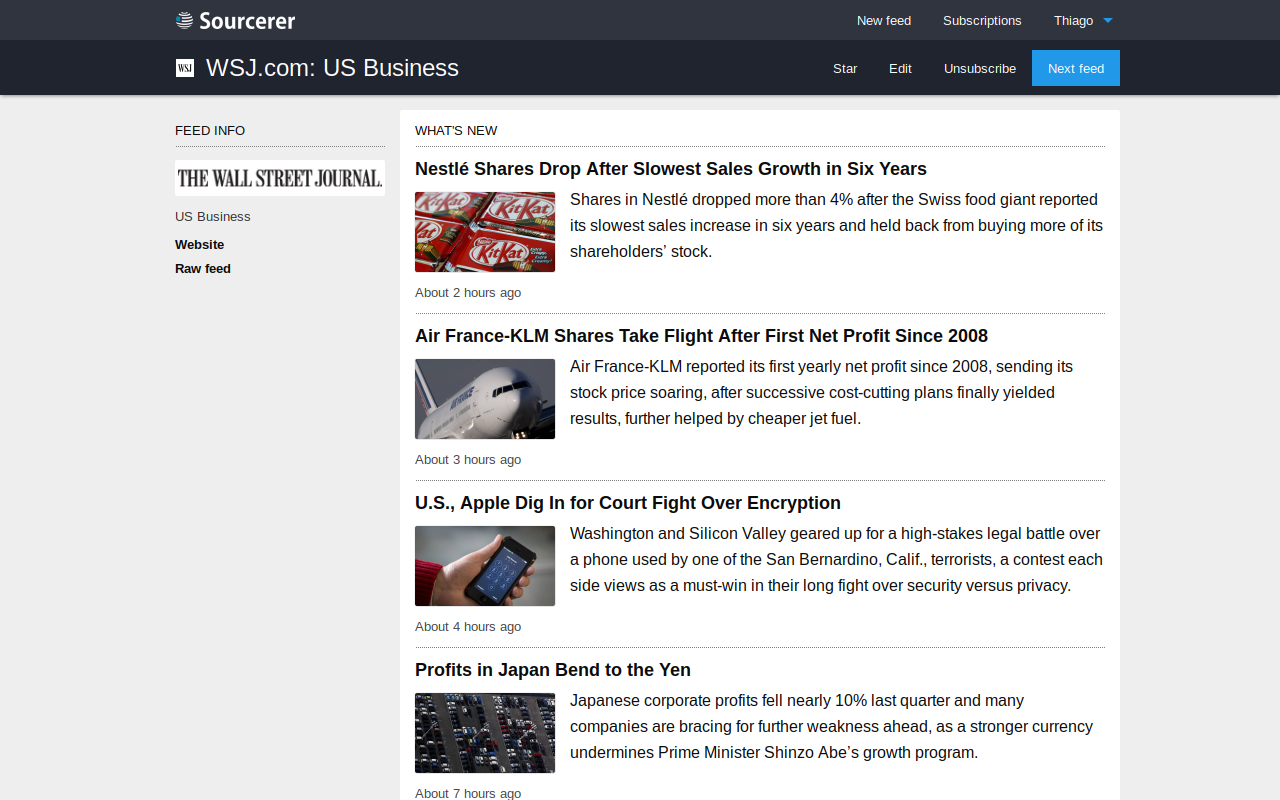 Sourcerer
New feed
Subscriptions
Thiago
WSJ
WSJ.com: US Business
Star
Edit
Unsubscribe
Next feed
FEED INFO
THE WALL STREET JOURNAL.
US Business
Website
Raw feed
WHAT'S NEW
Nestlé Shares Drop After Slowest Sales Growth in Six Years
KitKat
KitKat
KitKat
KitKat
Shares in Nestlé dropped more than 4% after the Swiss food giant reported
its slowest sales increase in six years and held back from buying more of its
shareholders’ stock.
About 2 hours ago
Air France-KLM Shares Take Flight After First Net Profit Since 2008
AIR FRANCE
Air France-KLM reported its first yearly net profit since 2008, sending its
stock price soaring, after successive cost-cutting plans finally yielded
results, further helped by cheaper jet fuel.
About 3 hours ago
U.S., Apple Dig In for Court Fight Over Encryption
Washington and Silicon Valley geared up for a high-stakes legal battle over
a phone used by one of the San Bernardino, Calif., terrorists, a contest each
side views as a must-win in their long fight over security versus privacy.
About 4 hours ago
Profits in Japan Bend to the Yen
Japanese corporate profits fell nearly 10% last quarter and many
companies are bracing for further weakness ahead, as a stronger currency
undermines Prime Minister Shinzo Abe’s growth program.
About 7 hours ago